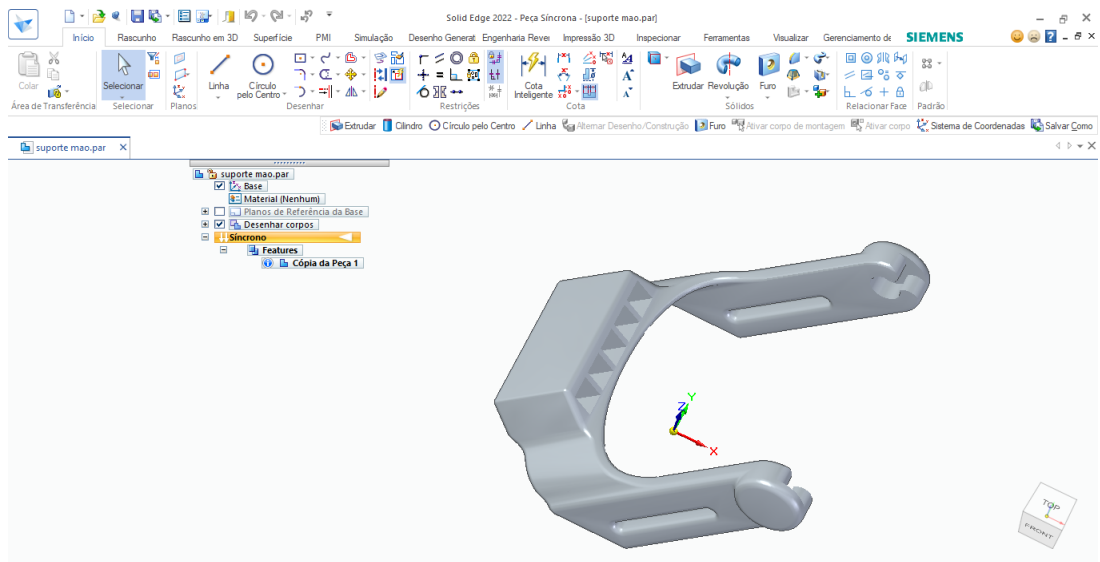 Solid Edge 2022 - Peça Síncrona - [suporte mao.par]
Início Rascunho Rascunho em 3D Superfície PMI Simulação Desenho Generat Engenharia Rever Impressão 3D Inspecionar Ferramentas Visualizar Gerenciamento de SIEMENS
Colar Selecionar Linha Círculo pelo Centro Cota Inteligente Extrudar Revolução Furo
Área de Transferência Selecionar Planos Desenhar Restrições Cota Sólidos Relacionar Face Padrão
Extrudar Cilindro Círculo pelo Centro Linha Alternar Desenho/Construção Furo Ativar corpo de montagem Ativar corpo Sistema de Coordenadas Salvar Como
suporte mao.par
suporte mao.par
Base
Material (Nenhum)
Planos de Referência da Base
Desenhar corpos
Síncrono
Features
Cópia da Peça 1
Y
Z
X
TOP
FRONT